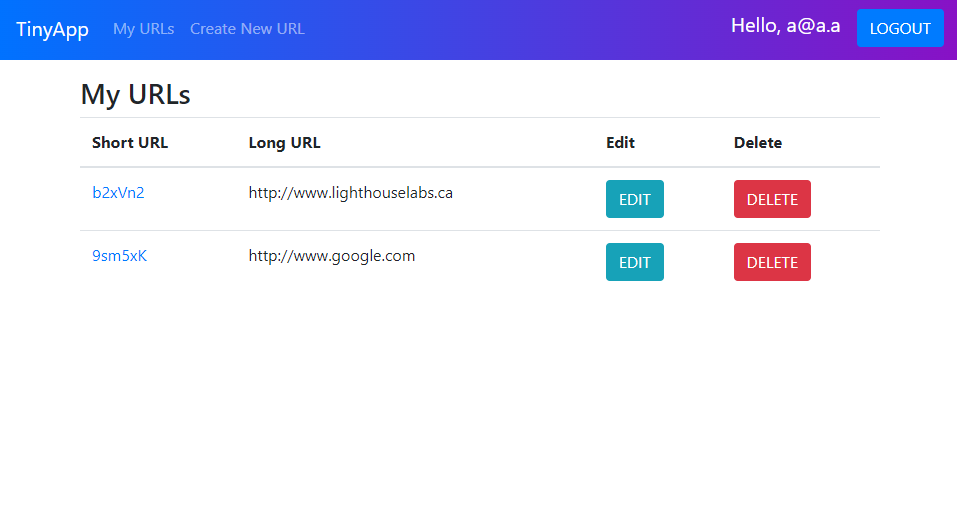 TinyApp My URLs Create New URL Hello, a@a.a LOGOUT
My URLs
Short URL Long URL Edit Delete
b2xVn2 http://www.lighthouselabs.ca EDIT DELETE
9sm5xK http://www.google.com EDIT DELETE